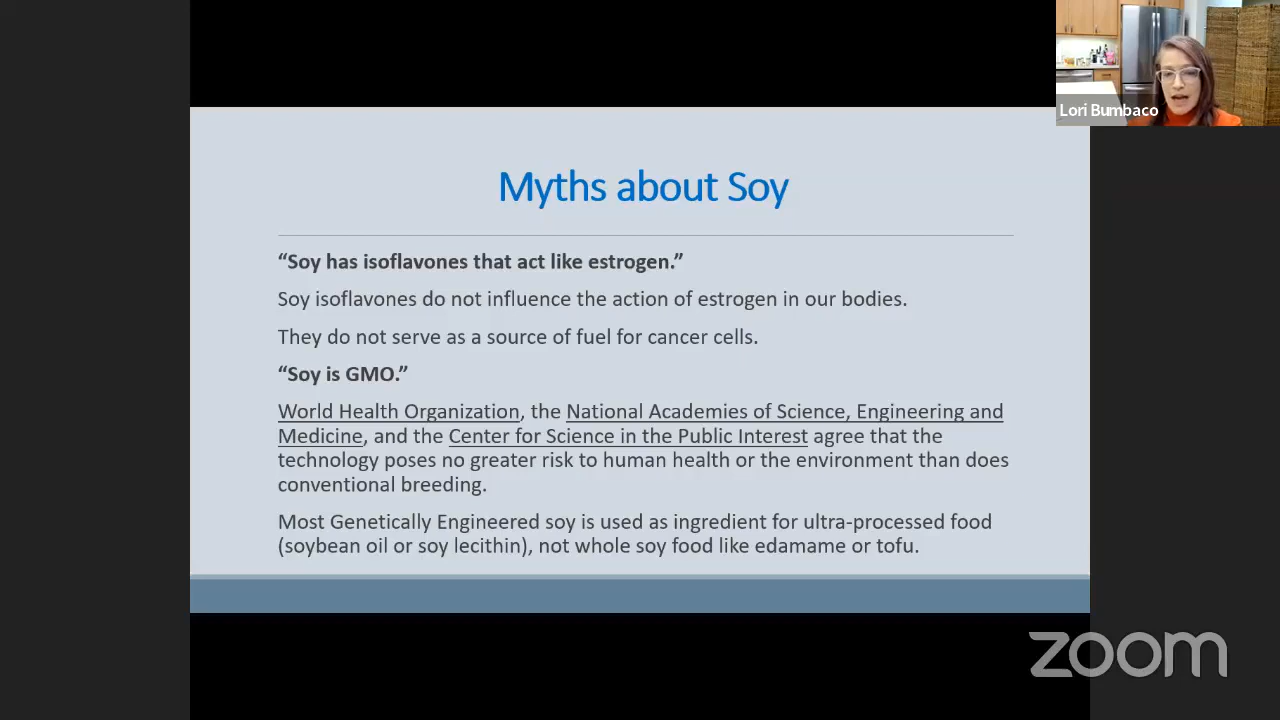 Lori Bumbaco
Myths about Soy
“Soy has isoflavones that act like estrogen.”
Soy isoflavones do not influence the action of estrogen in our bodies.
They do not serve as a source of fuel for cancer cells.
“Soy is GMO.”
World Health Organization, the National Academies of Science, Engineering and
Medicine, and the Center for Science in the Public Interest agree that the
technology poses no greater risk to human health or the environment than does
conventional breeding.
Most Genetically Engineered soy is used as ingredient for ultra-processed food
(soybean oil or soy lecithin), not whole soy food like edamame or tofu.
zoom